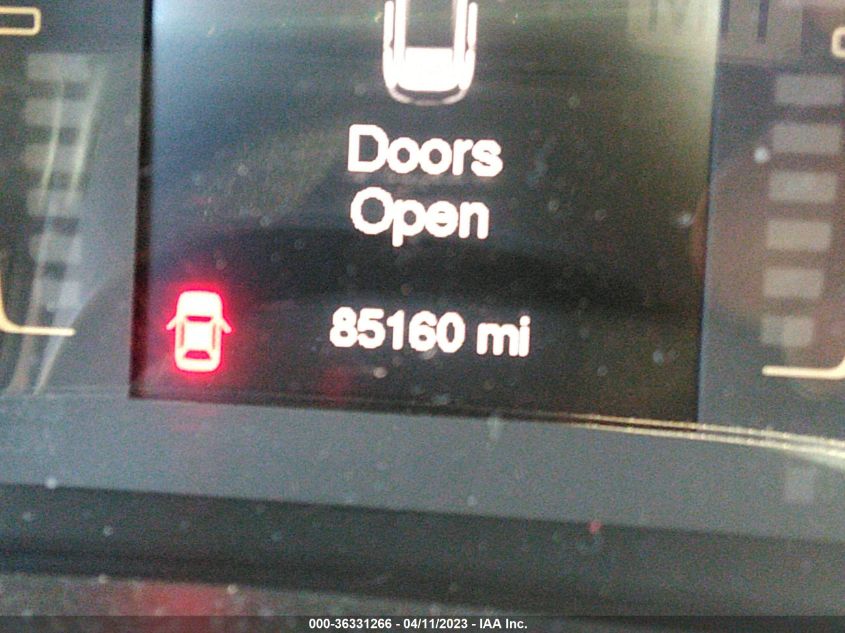 Doors
Open
85160 mi
000-36331266 - 04/11/2023 - IAA Inc.